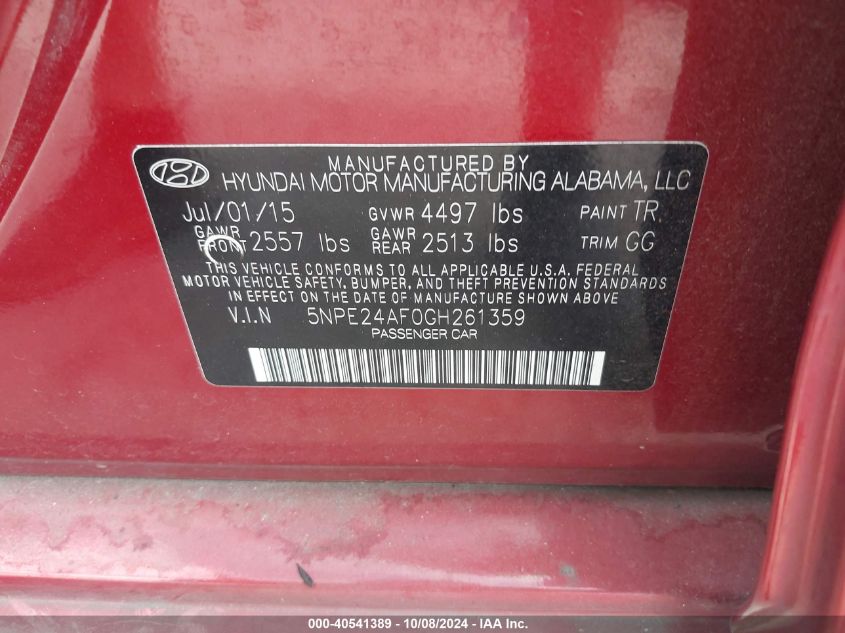 MANUFACTURED BY
HYUNDAI MOTOR MANUFACTURING ALABAMA, LLC
Jul/01/15 GVWR 4497 lbs PAINT TR
GAWR FRONT 2557 lbs GAWR REAR 2513 lbs TRIM GG
THIS VEHICLE CONFORMS TO ALL APPLICABLE U.S.A. FEDERAL
MOTOR VEHICLE SAFETY, BUMPER, AND THEFT PREVENTION STANDARDS
IN EFFECT ON THE DATE OF MANUFACTURE SHOWN ABOVE
V.I.N 5NPE24AF0GH261359
PASSENGER CAR
000-40541389 - 10/08/2024 - IAA Inc.